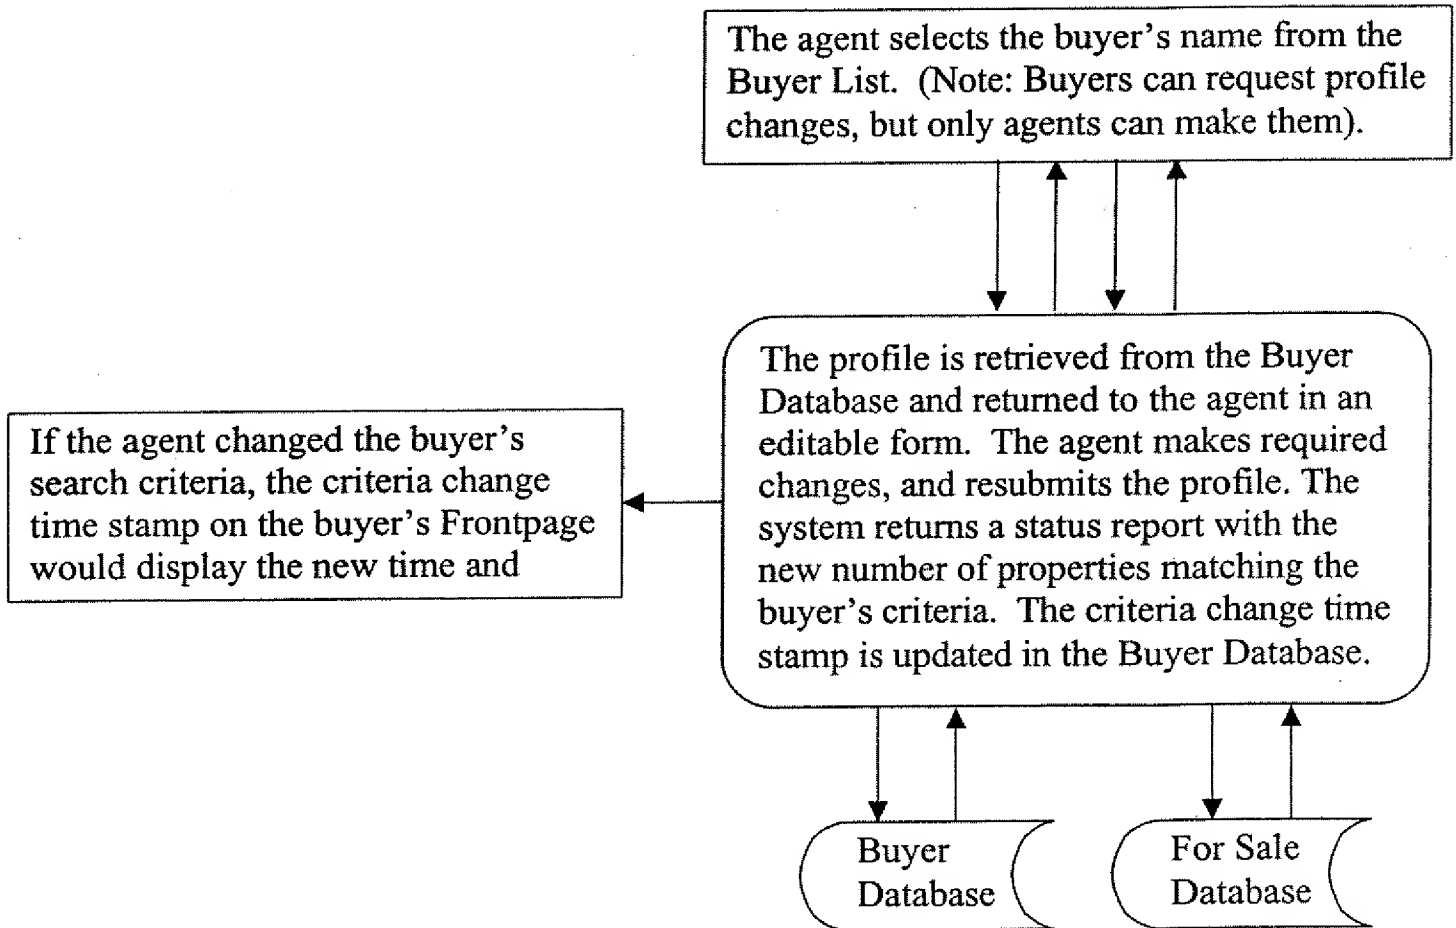 The agent selects the buyer's name from the
Buyer List. (Note: Buyers can request profile
changes, but only agents can make them).
The profile is retrieved from the Buyer
Database and returned to the agent in an
editable form. The agent makes required
changes, and resubmits the profile. The
system returns a status report with the
new number of properties matching the
buyer's criteria. The criteria change time
stamp is updated in the Buyer Database.
If the agent changed the buyer's
search criteria, the criteria change
time stamp on the buyer's Frontpage
would display the new time and
Buyer
Database
For Sale
Database